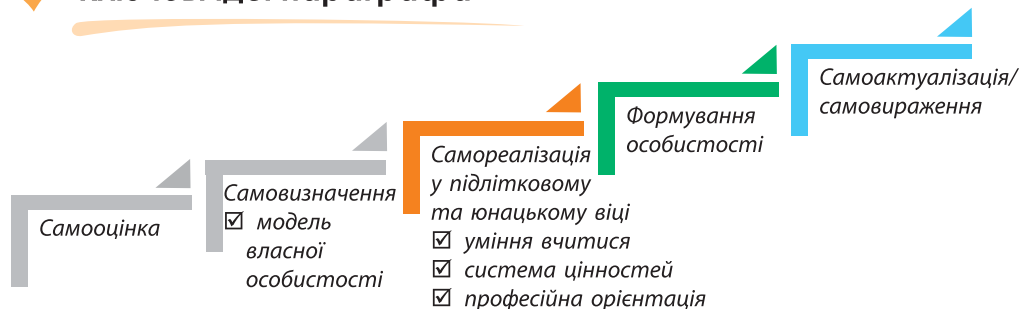 Самооцінка
Самовизначення
☑ модель
власної
особистості
Самореалізація
у підлітковому
та юнацькому віці
☑ уміння вчитися
☑ система цінностей
☑ професійна орієнтація
Формування
особистості
Самоактуалізація/
самовираження